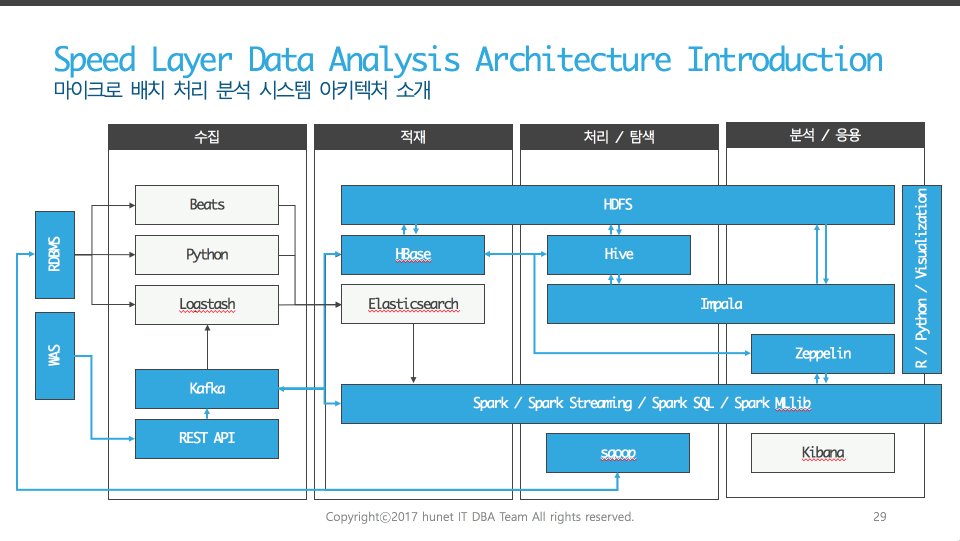 Speed Layer Data Analysis Architecture Introduction
마이크로 배치 처리 분석 시스템 아키텍처 소개
수집
적재
처리 / 탐색
분석 / 응용
RDBMS
WAS
Beats
Python
Logstash
Kafka
REST API
HDFS
HBase
Hive
Elasticsearch
Impala
Zeppelin
Spark / Spark Streaming / Spark SQL / Spark MLlib
sqoop
Kibana
R / Python / Visualization
Copyrightⓒ2017 hunet IT DBA Team All rights reserved.
29